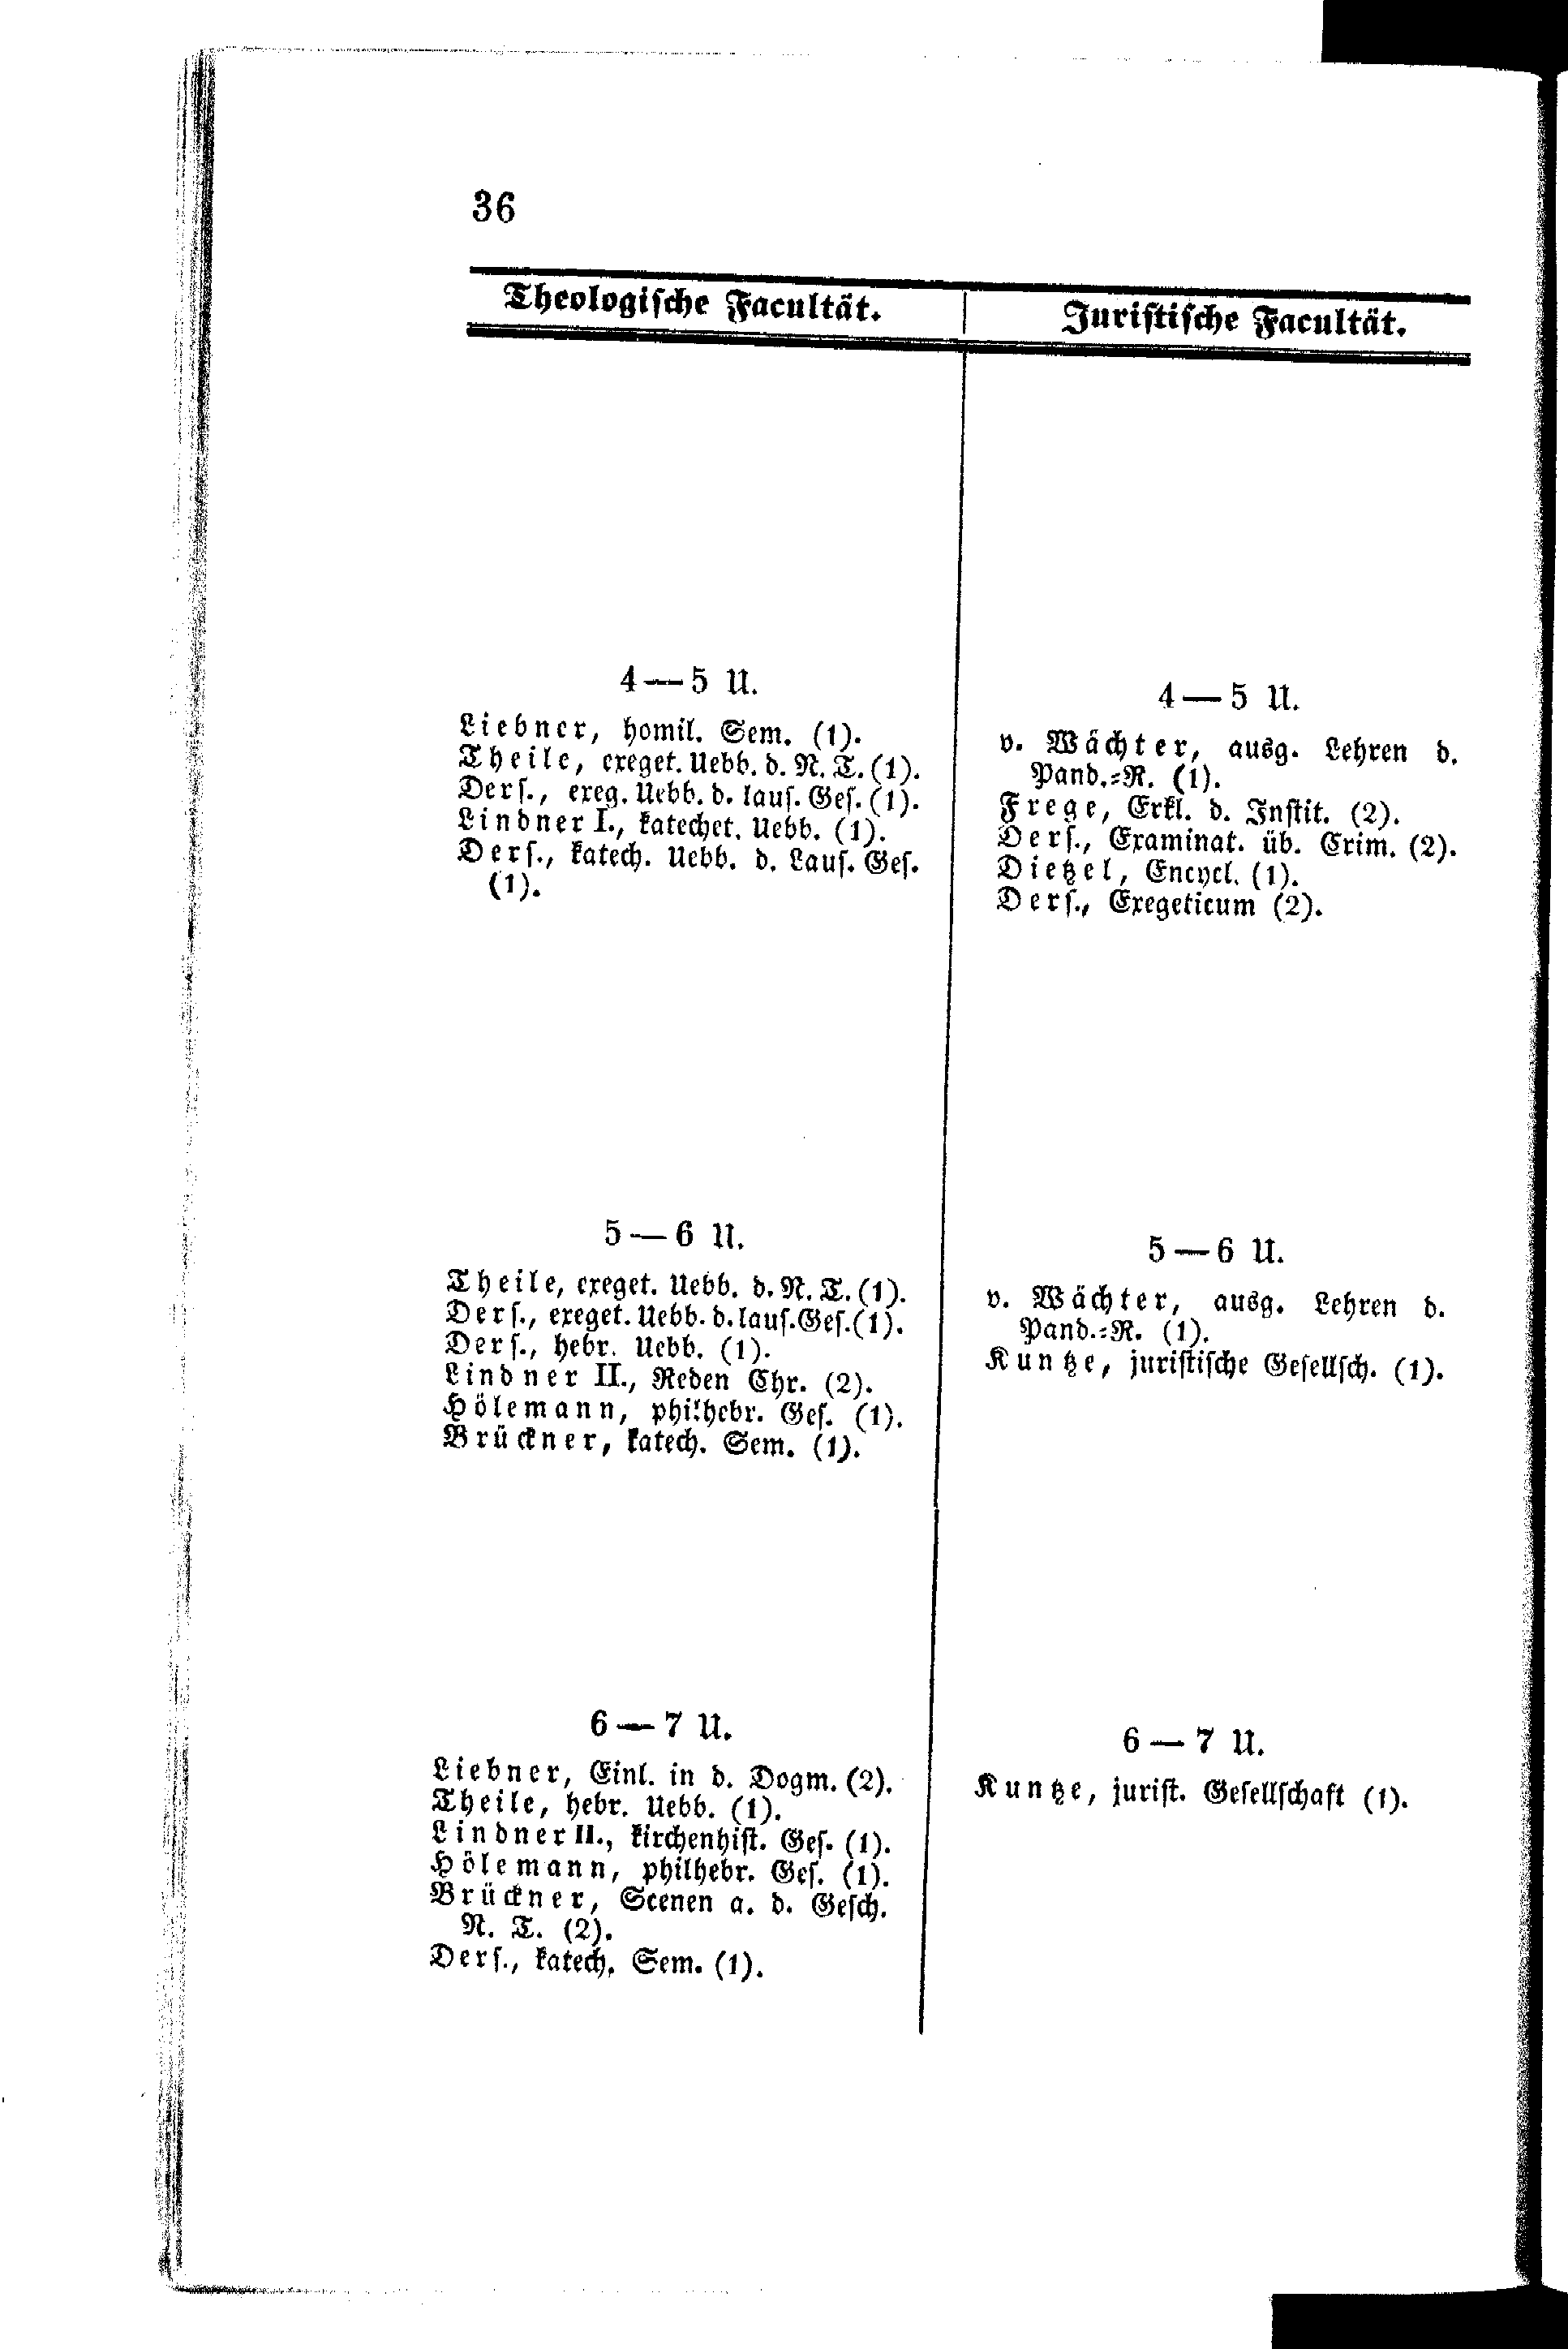 36
Theologische Facultät.
4—5 U.
Liebner, homil. Sem. (1).
Theile, exeget. Uebb. d. N. T. (1).
Ders., exeg. Uebb. d. laus. Ges. (1).
Lindner I., katechet. Uebb. (1).
Ders., katech. Uebb. d. Laus. Ges.
(1).
5—6 U.
Theile, exeget. Uebb. d. N. T. (1).
Ders., exeget. Uebb. d. laus. Ges. (1).
Ders., hebr. Uebb. (1).
Lindner II., Reden Chr. (2).
Hölemann, philhebr. Ges. (1).
Brückner, katech. Sem. (1).
6—7 U.
Liebner, Einl. in d. Dogm. (2).
Theile, hebr. Uebb. (1).
Lindner II., kirchenhist. Ges. (1).
Hölemann, philhebr. Ges. (1).
Brückner, Scenen a. d. Gesch.
N. T. (2).
Ders., katech. Sem. (1).
Juristische Facultät.
4—5 U.
v. Wächter, ausg. Lehren d.
Pand.=R. (1).
Frege, Erkl. d. Instit. (2).
Ders., Examinat. üb. Crim. (2).
Dietzel, Encycl. (1).
Ders., Exegeticum (2).
5—6 U.
v. Wächter, ausg. Lehren d.
Pand.=R. (1).
Kuntze, juristische Gesellsch. (1).
6—7 U.
Kuntze, jurist. Gesellschaft (1).